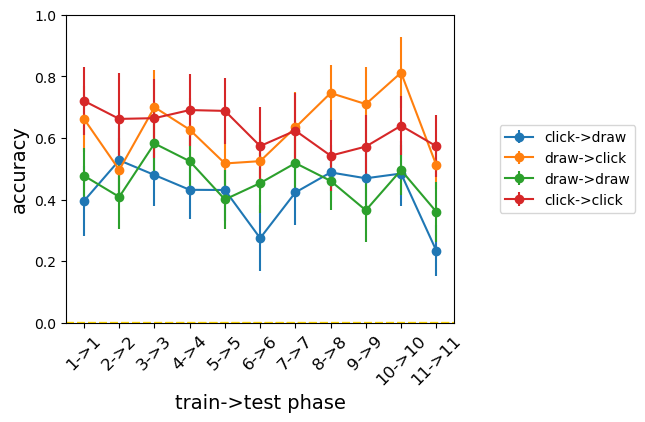 1.0
0.8
0.6
0.4
0.2
0.0
accuracy
1->1
2->2
3->3
4->4
5->5
6->6
7->7
8->8
9->9
10->10
11->11
train->test phase
click->draw
draw->click
draw->draw
click->click